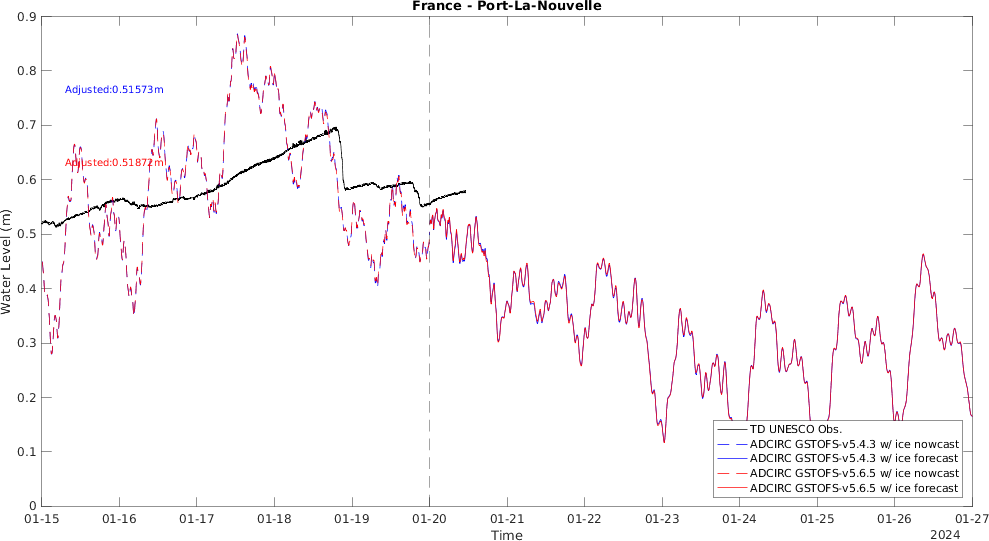 France - Port-La-Nouvelle
0.9
0.8
0.7
0.6
0.5
0.4
0.3
0.2
0.1
0
Water Level (m)
Adjusted:0.51573m
Adjusted:0.51872m
TD UNESCO Obs.
ADCIRC GSTOFS-v5.4.3 w/ ice nowcast
ADCIRC GSTOFS-v5.4.3 w/ ice forecast
ADCIRC GSTOFS-v5.6.5 w/ ice nowcast
ADCIRC GSTOFS-v5.6.5 w/ ice forecast
01-15 01-16 01-17 01-18 01-19 01-20 01-21 01-22 01-23 01-24 01-25 01-26 01-27
Time
2024